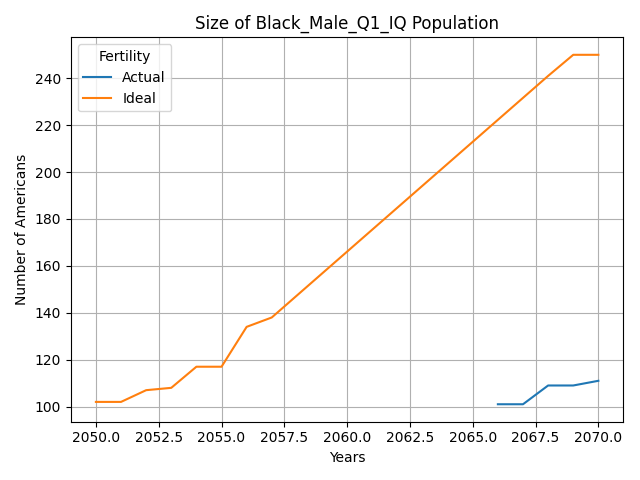 Size of Black_Male_Q1_IQ Population
Fertility
Actual
Ideal
Number of Americans
240
220
200
180
160
140
120
100
2050.0 2052.5 2055.0 2057.5 2060.0 2062.5 2065.0 2067.5 2070.0
Years